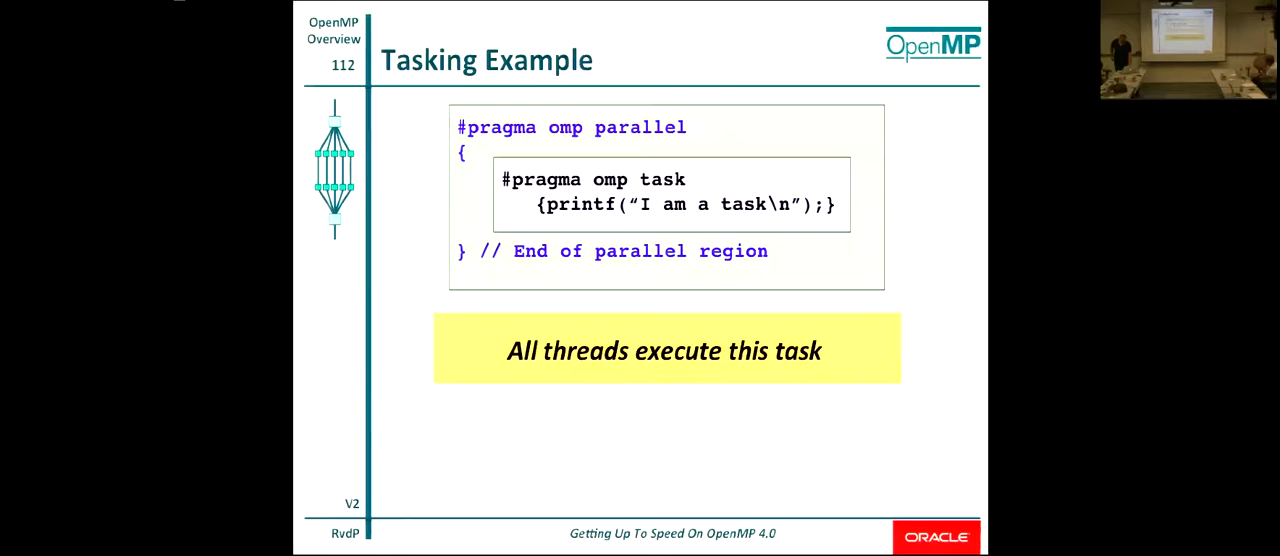 OpenMP
Overview
112
Tasking Example
OpenMP
#pragma omp parallel
{
#pragma omp task
{printf(“I am a task\n”);}
} // End of parallel region
All threads execute this task
V2
RvdP
Getting Up To Speed On OpenMP 4.0
ORACLE